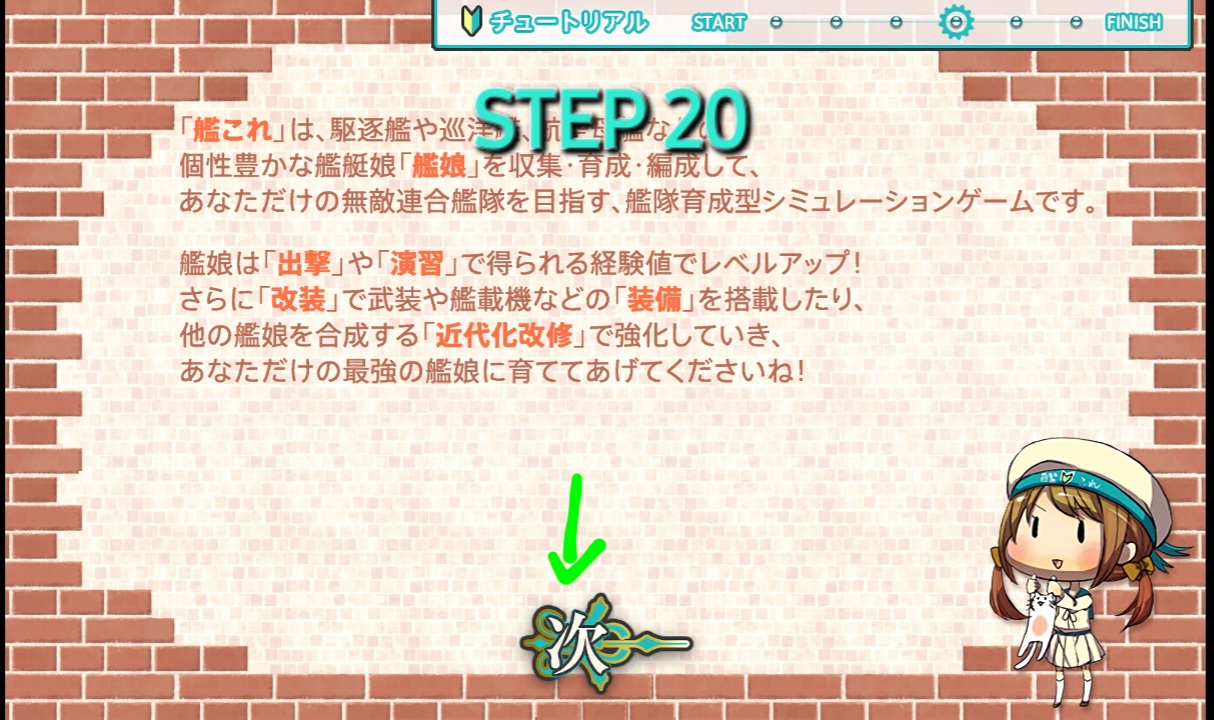 チュートリアル START FINISH
STEP 20
「艦これ」は、駆逐艦や巡洋
個性豊かな艦艇娘「艦娘」を収集・育成・編成して、
あなただけの無敵連合艦隊を目指す、艦隊育成型シミュレーションゲームです。
艦娘は「出撃」や「演習」で得られる経験値でレベルアップ!
さらに「改装」で武装や艦載機などの「装備」を搭載したり、
他の艦娘を合成する「近代化改修」で強化していき、
あなただけの最強の艦娘に育ててあげてくださいね!
艦これ
次